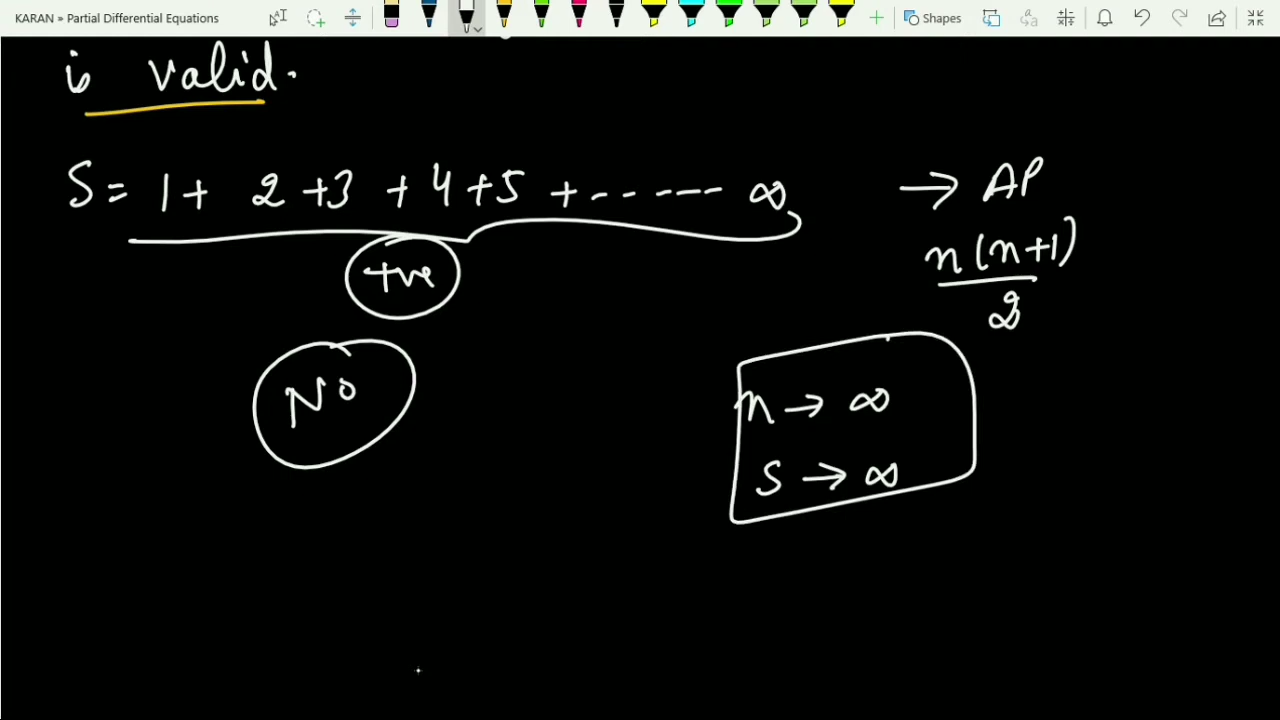 KARAN » Partial Differential Equations
Shapes
is valid.
S = 1 + 2 + 3 + 4 + 5 + ------ ∞ → AP
+ve
n(n+1)
2
No
n → ∞
S → ∞